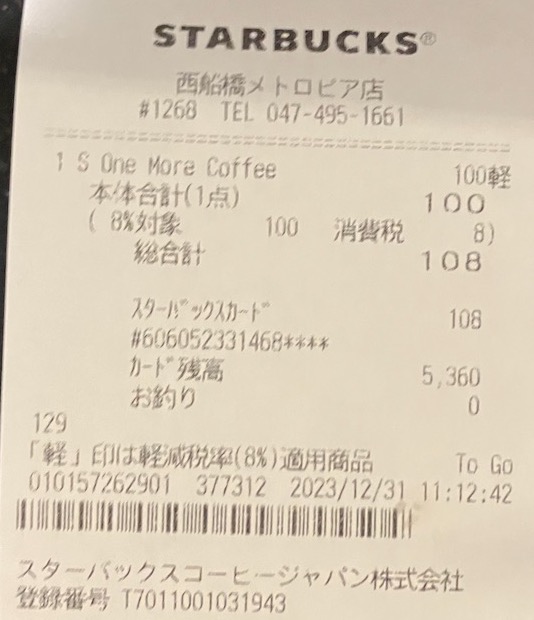 STARBUCKS®
西船橋メトロピア店
#1268 TEL 047-495-1661
1 S One More Coffee 100軽
本体合計(1点) 100
( 8%対象 100 消費税 8)
総合計 108
スターバックスカード 108
#606052331468****
カード残高 5,360
お釣り 0
129
「軽」印は軽減税率(8%)適用商品 To Go
010157262901 377312 2023/12/31 11:12:42
スターバックスコーヒージャパン株式会社
登録番号 T7011001031943